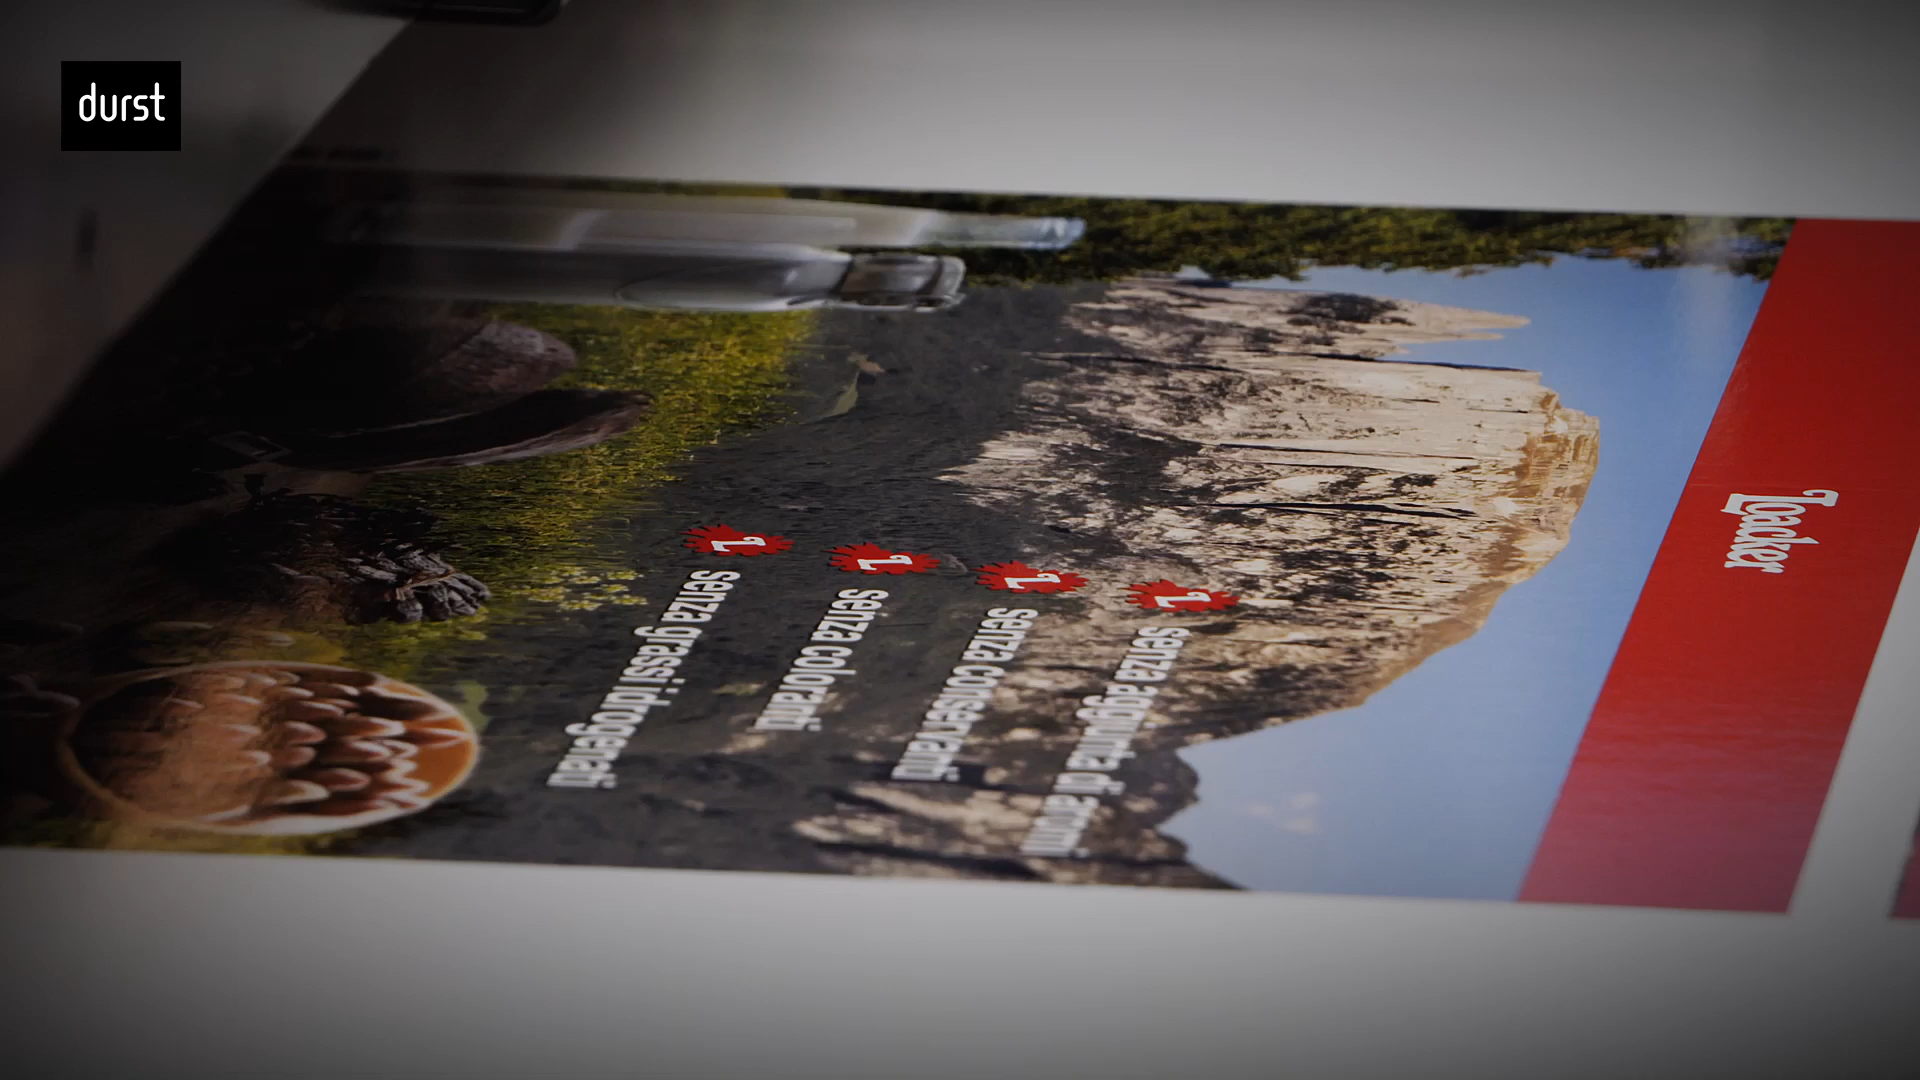 durst
Loacker
senza aggiunta di aromi
senza conservanti
senza coloranti
senza grassi idrogenati